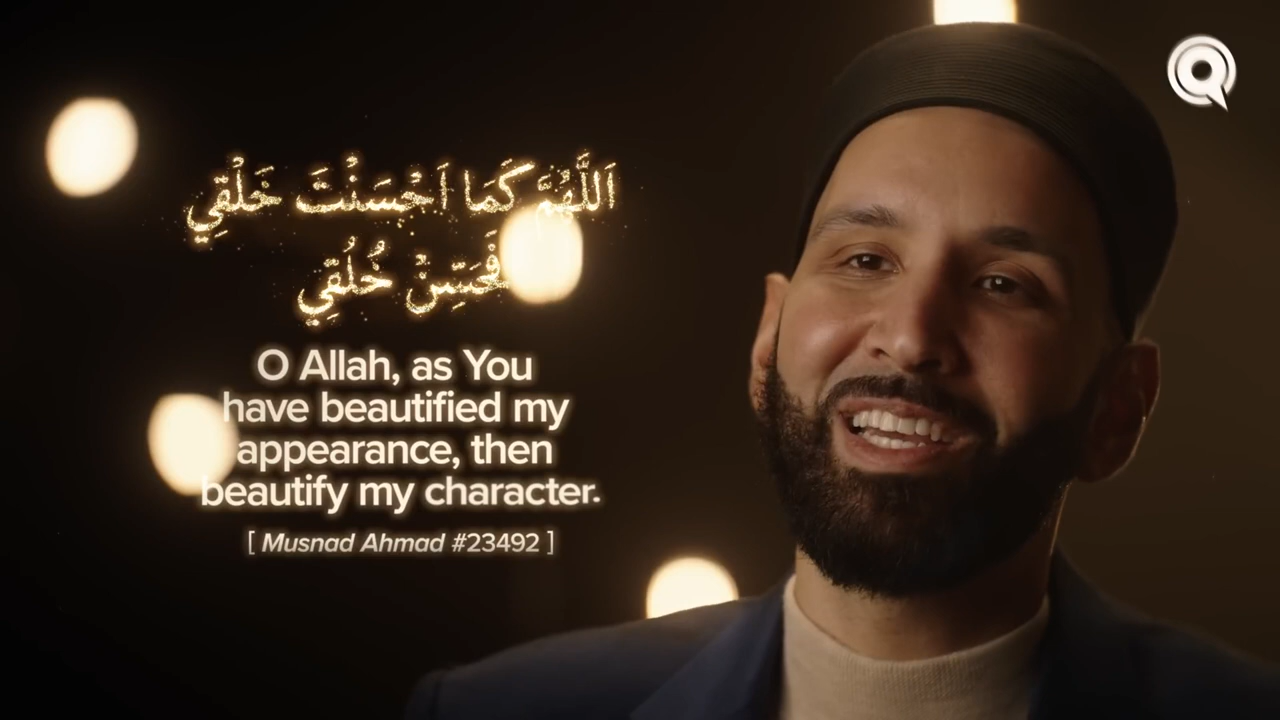 اَللَّهُمَّ كَمَا اَحْسَنْتَ خَلْقِي
فَحَسِّنْ خُلُقِي
O Allah, as You
have beautified my
appearance, then
beautify my character.
[ Musnad Ahmad #23492 ]